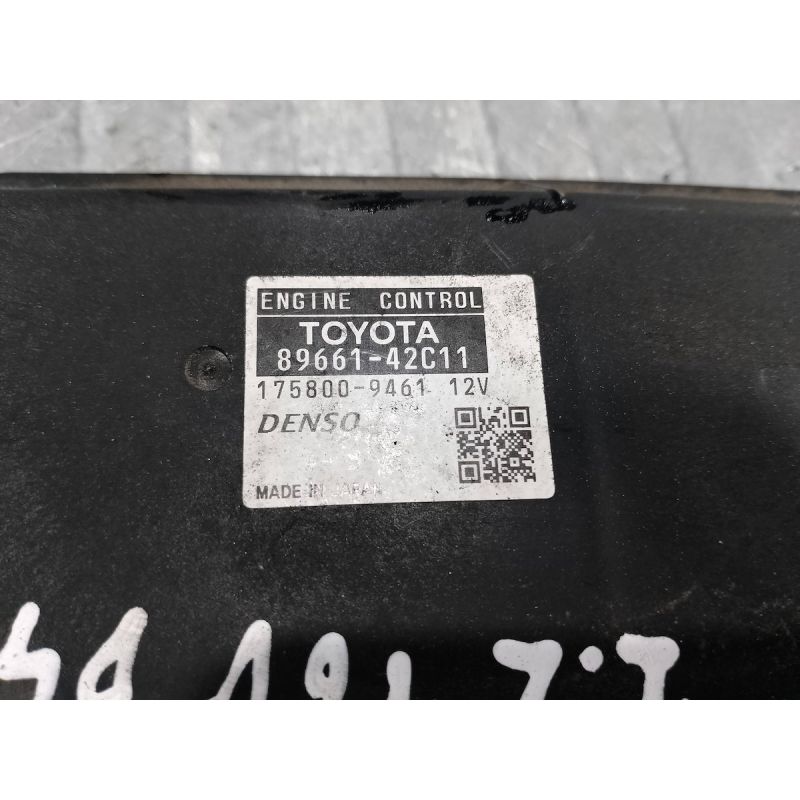 ENGINE CONTROL
TOYOTA
89661-42C11
175800-9461 12V
DENSO
MADE IN JAPAN